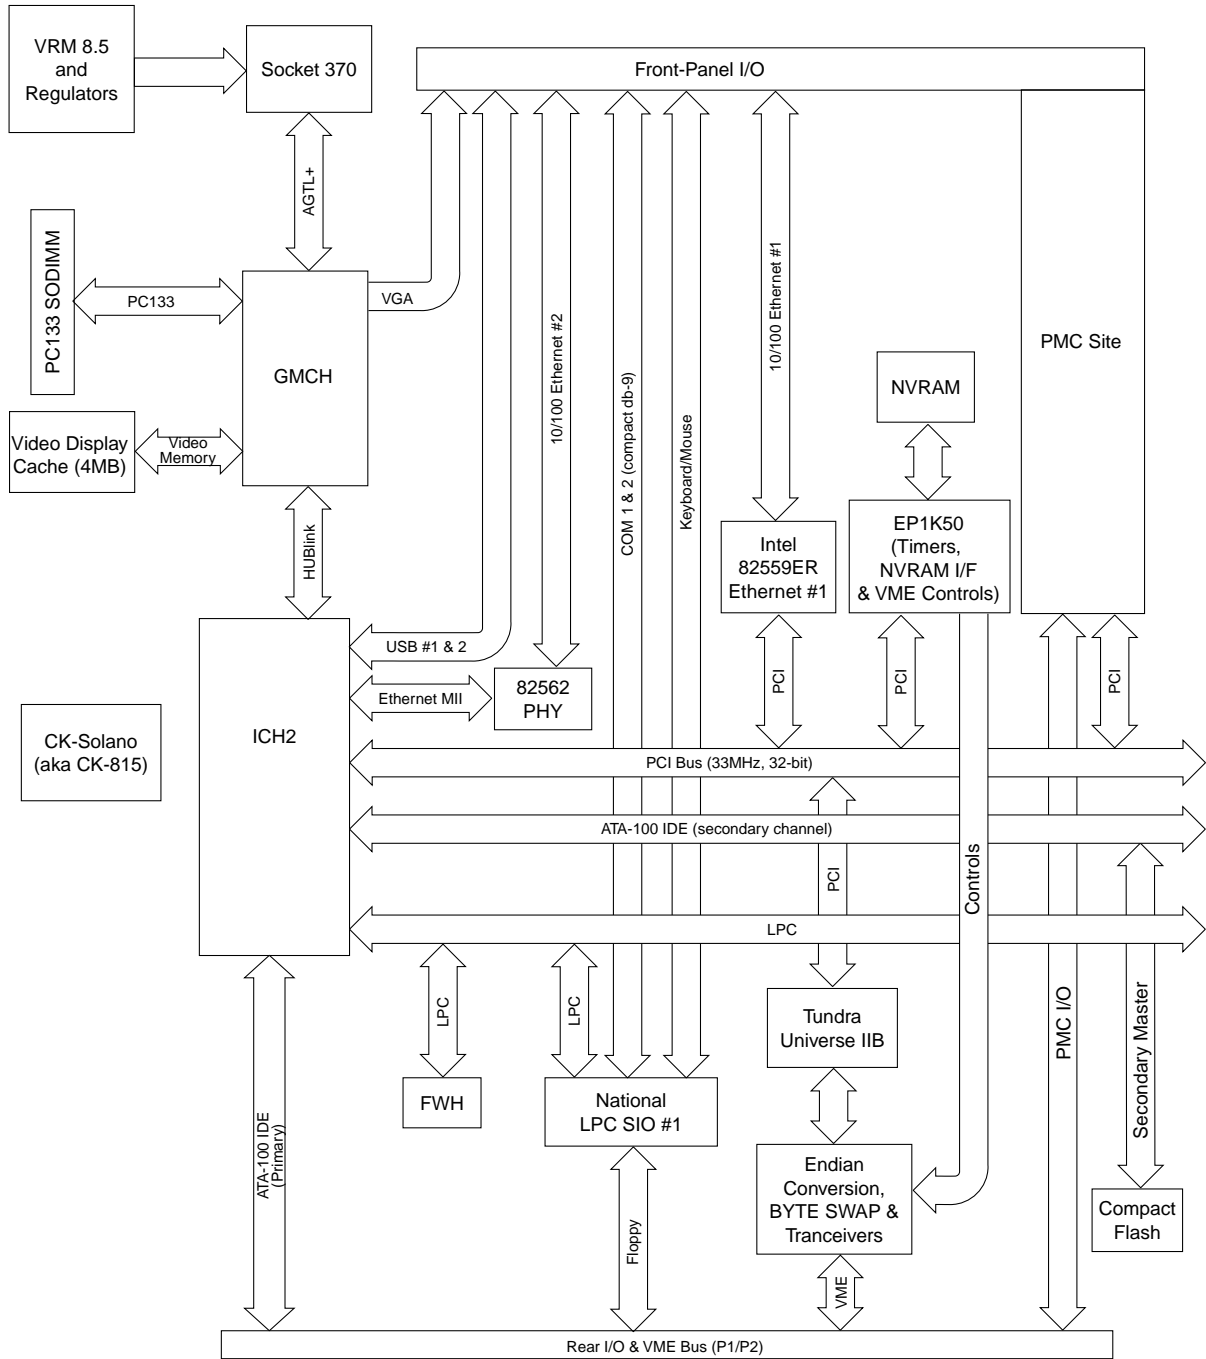 VRM 8.5
and
Regulators
Socket 370
Front-Panel I/O
AGTL+
PC133 SODIMM
PC133
VGA
GMCH
10/100 Ethernet #2
COM 1 & 2 (compact db-9)
Keyboard/Mouse
10/100 Ethernet #1
PMC Site
NVRAM
Video Display
Cache (4MB)
Video
Memory
HUBlink
Intel
82559ER
Ethernet #1
EP1K50
(Timers,
NVRAM I/F
& VME Controls)
USB #1 & 2
Ethernet MII
82562
PHY
PCI
PCI
PCI
CK-Solano
(aka CK-815)
ICH2
PCI Bus (33MHz, 32-bit)
ATA-100 IDE (secondary channel)
PCI
Controls
LPC
LPC
LPC
Tundra
Universe IIB
PMC I/O
Secondary Master
FWH
National
LPC SIO #1
ATA-100 IDE
(Primary)
Endian
Conversion,
BYTE SWAP &
Tranceivers
Compact
Flash
Floppy
VME
Rear I/O & VME Bus (P1/P2)